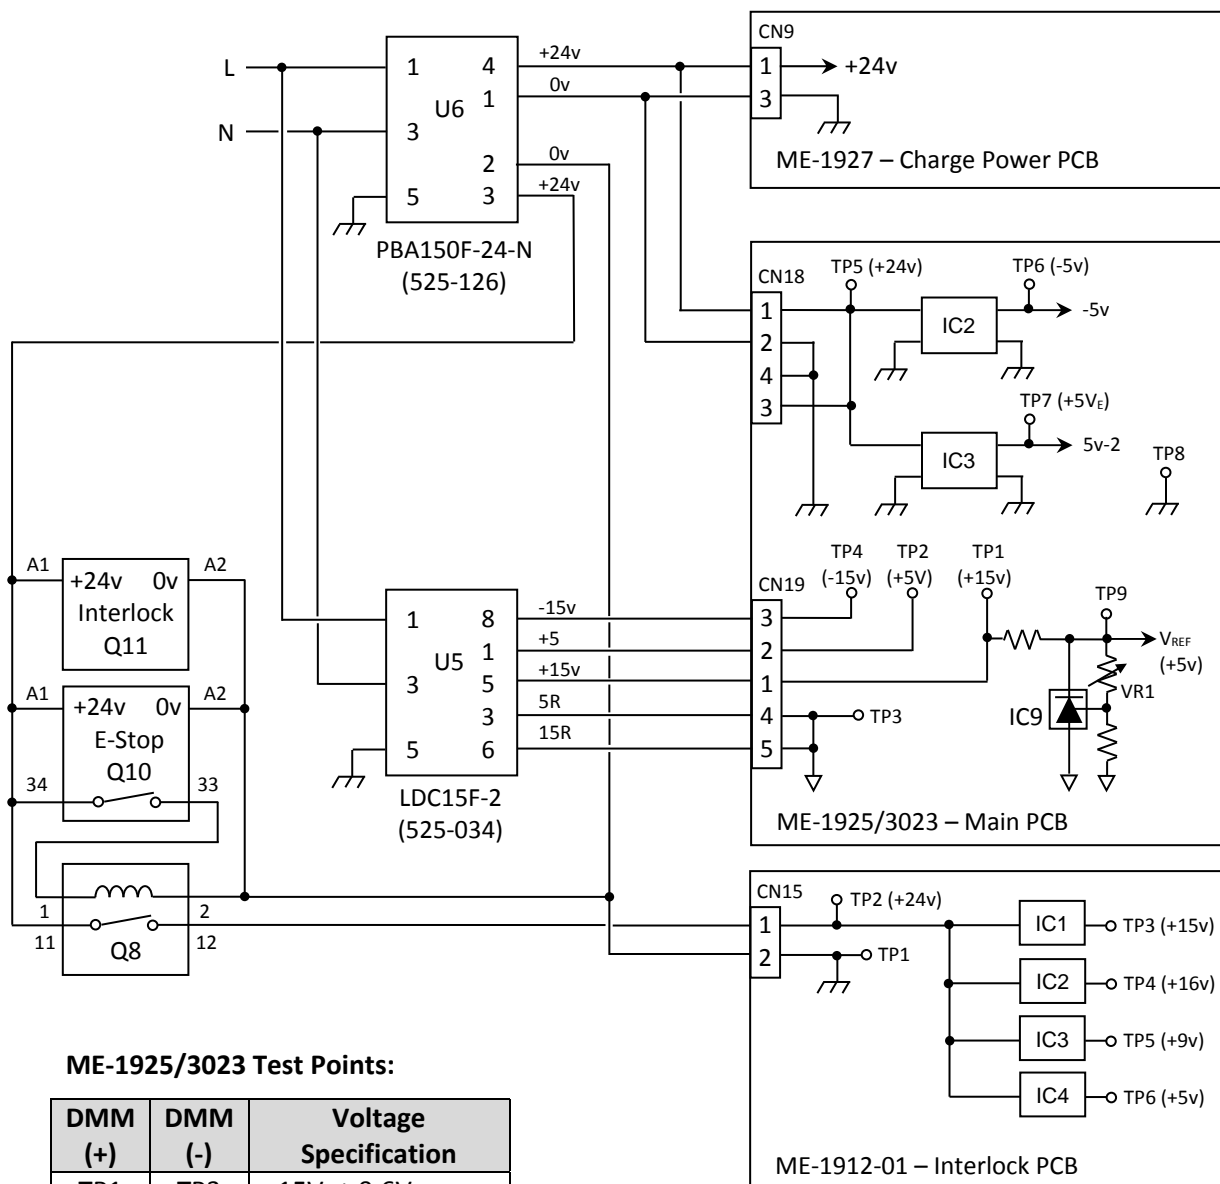 L
N
1
3
5
U6
4
1
2
3
+24v
0v
0v
+24v
PBA150F-24-N
(525-126)
CN9
1
3
+24v
ME-1927 – Charge Power PCB
CN18
1
2
4
3
TP5 (+24v)
TP6 (-5v)
IC2
-5v
TP7 (+5VE)
IC3
5v-2
TP8
TP4
(-15v)
TP2
(+5V)
TP1
(+15v)
CN19
3
2
1
4
5
TP3
TP9
VREF
(+5v)
VR1
IC9
ME-1925/3023 – Main PCB
A1
+24v 0v
A2
Interlock
Q11
A1
+24v 0v
A2
E-Stop
Q10
34
33
1
2
11
12
Q8
1
3
5
U5
8
1
5
3
6
-15v
+5
+15v
5R
15R
LDC15F-2
(525-034)
CN15
1
2
TP2 (+24v)
TP1
IC1
TP3 (+15v)
IC2
TP4 (+16v)
IC3
TP5 (+9v)
IC4
TP6 (+5v)
ME-1912-01 – Interlock PCB
ME-1925/3023 Test Points:
DMM (+)
DMM (-)
Voltage Specification